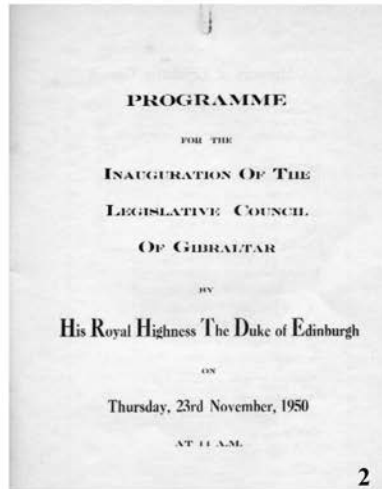 PROGRAMME
FOR THE
INAUGURATION OF THE
LEGISLATIVE COUNCIL
OF GIBRALTAR
BY
His Royal Highness The Duke of Edinburgh
ON
Thursday, 23rd November, 1950
AT 11 A.M.
2